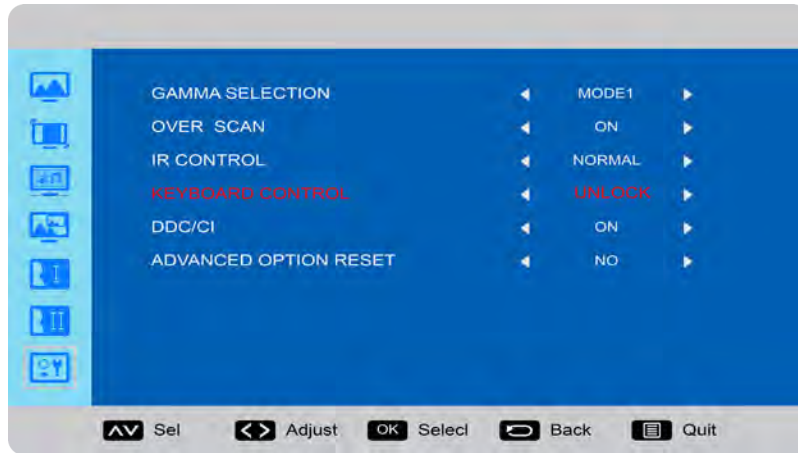 GAMMA SELECTION MODE1
OVER SCAN ON
IR CONTROL NORMAL
KEYBOARD CONTROL UNLOCK
DDC/CI ON
ADVANCED OPTION RESET NO
Sel Adjust OK Selecl Back Quit